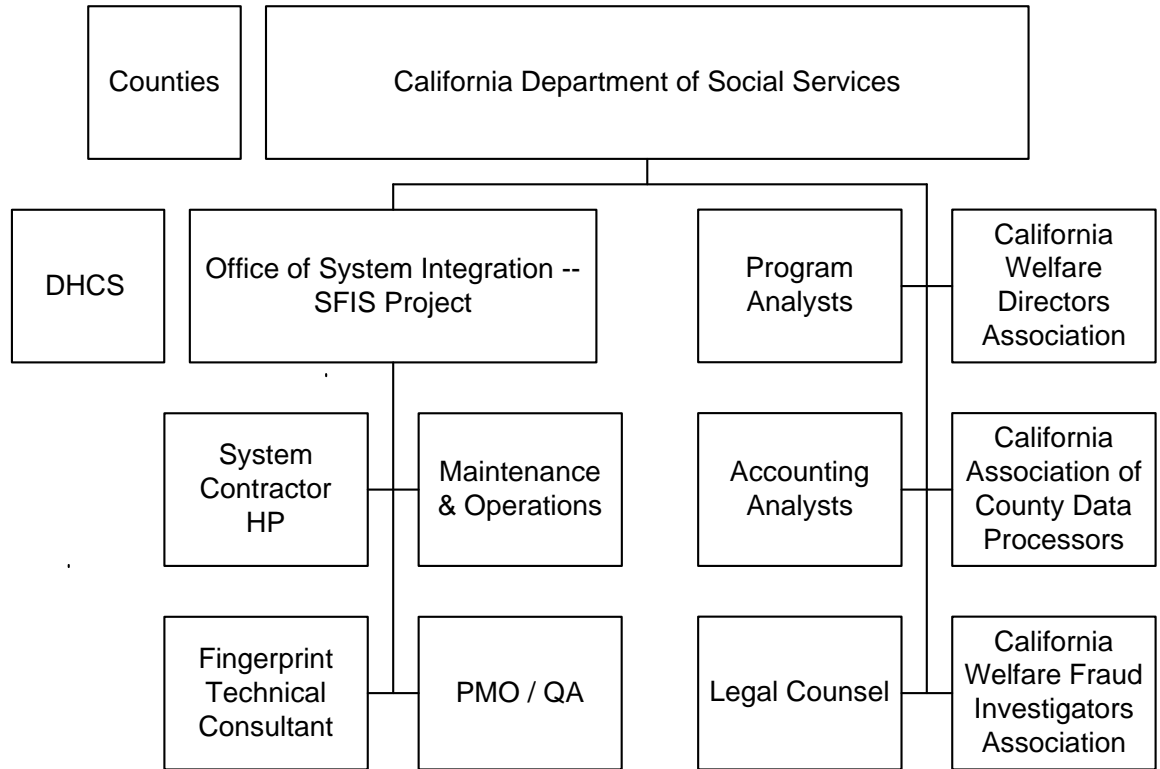 Counties
California Department of Social Services
DHCS
Office of System Integration --
SFIS Project
Program
Analysts
California
Welfare
Directors
Association
System
Contractor
HP
Maintenance
& Operations
Accounting
Analysts
California
Association of
County Data
Processors
Fingerprint
Technical
Consultant
PMO / QA
Legal Counsel
California
Welfare Fraud
Investigators
Association